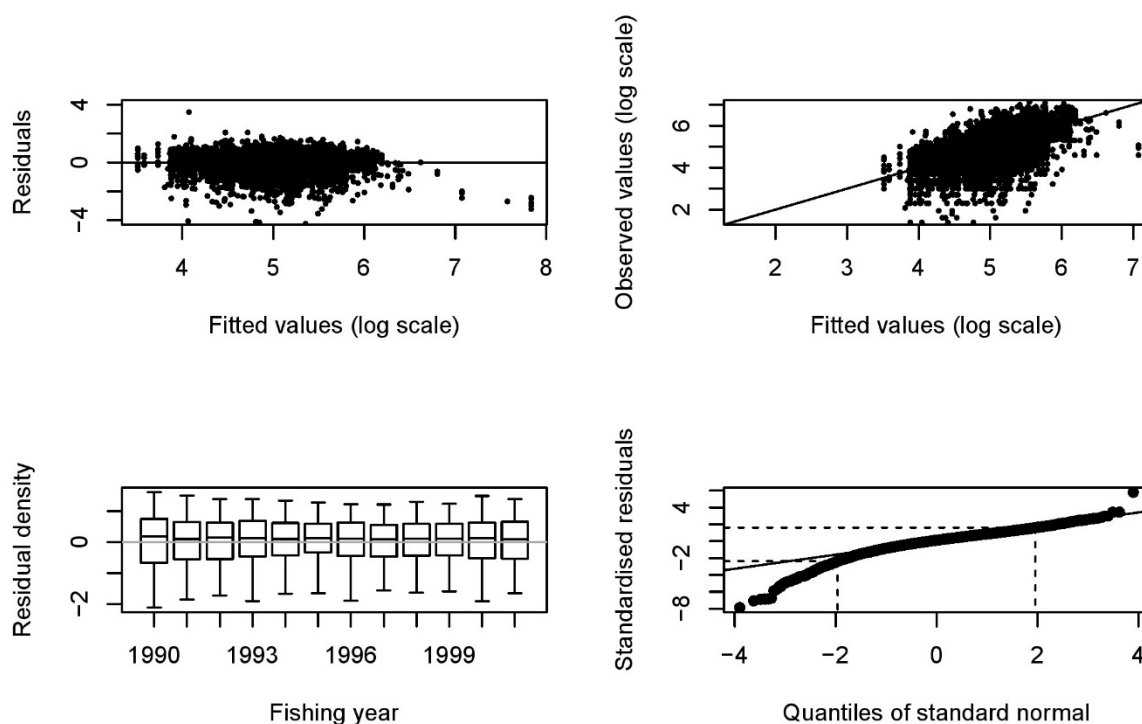 Residuals
4
0
−4
4 5 6 7 8
Fitted values (log scale)
Observed values (log scale)
6
4
2
2 3 4 5 6 7
Fitted values (log scale)
Residual density
0
−2
1990 1993 1996 1999
Fishing year
Standardised residuals
4
−2
−8
−4 −2 0 2 4
Quantiles of standard normal